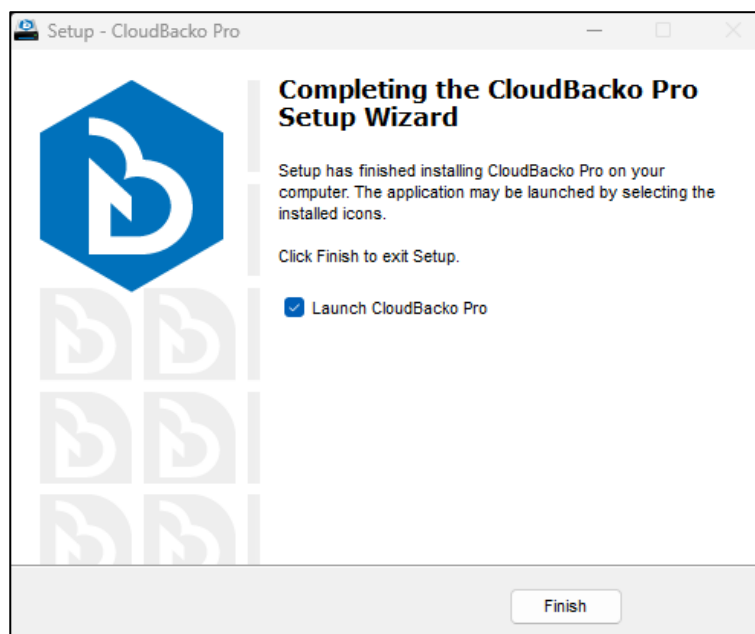 Setup - CloudBacko Pro
Completing the CloudBacko Pro
Setup Wizard
Setup has finished installing CloudBacko Pro on your
computer. The application may be launched by selecting the
installed icons.
Click Finish to exit Setup.
Launch CloudBacko Pro
Finish